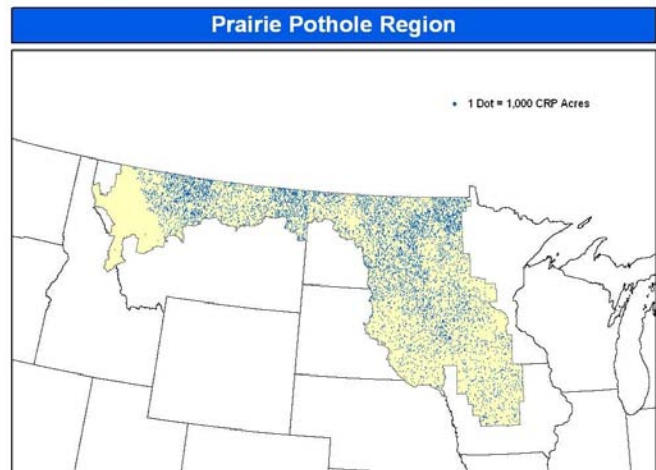 Prairie Pothole Region
1 Dot = 1,000 CRP Acres